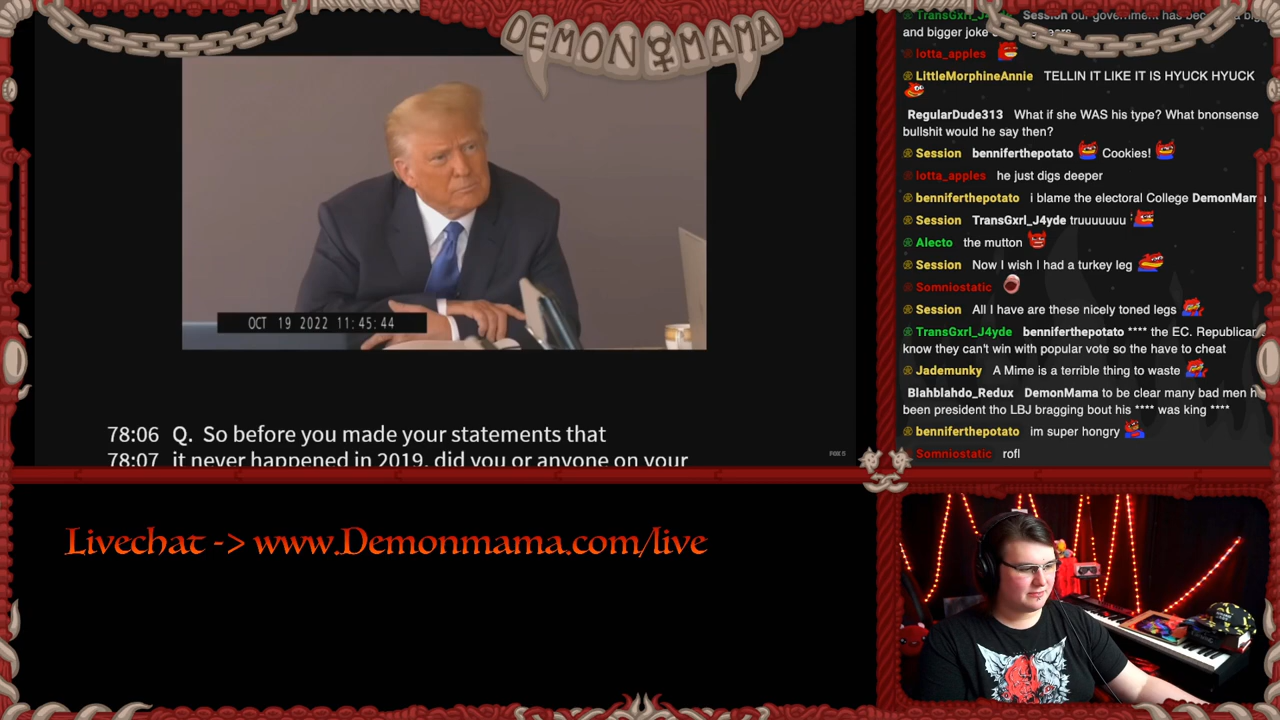 DEMON MAMA
OCT 19 2022 11:45:44
78:06 Q. So before you made your statements that
78:07 it never happened in 2019, did you or anyone on your
FOX 5
Livechat -> www.Demonmama.com/live
Session our government has
and bigger joke
lotta_apples
LittleMorphineAnnie TELLIN IT LIKE IT IS HYUCK HYUCK
RegularDude313 What if she WAS his type? What bnonsense
bullshit would he say then?
Session benniferthepotato Cookies!
lotta_apples he just digs deeper
benniferthepotato i blame the electoral College DemonMam
Session TransGxrl_J4yde truuuuuuu
Alecto the mutton
Session Now I wish I had a turkey leg
Somniostatic
Session All I have are these nicely toned legs
TransGxrl_J4yde benniferthepotato **** the EC. Republican
know they can't win with popular vote so the have to cheat
Jademunky A Mime is a terrible thing to waste
Blahblahdo_Redux DemonMama to be clear many bad men h
been president tho LBJ bragging bout his **** was king ****
benniferthepotato im super hongry
Somniostatic rofl